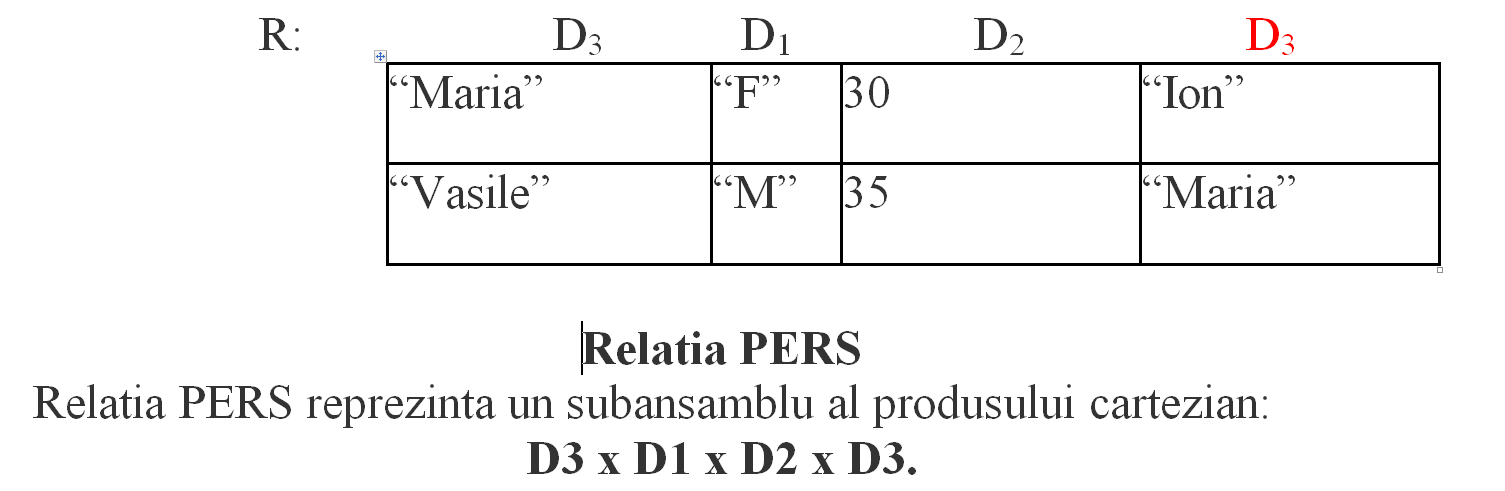 R: D₃ D₁ D₂ D₃
“Maria” “F” 30 “Ion”
“Vasile” “M” 35 “Maria”
Relatia PERS
Relatia PERS reprezinta un subansamblu al produsului cartezian:
D3 x D1 x D2 x D3.